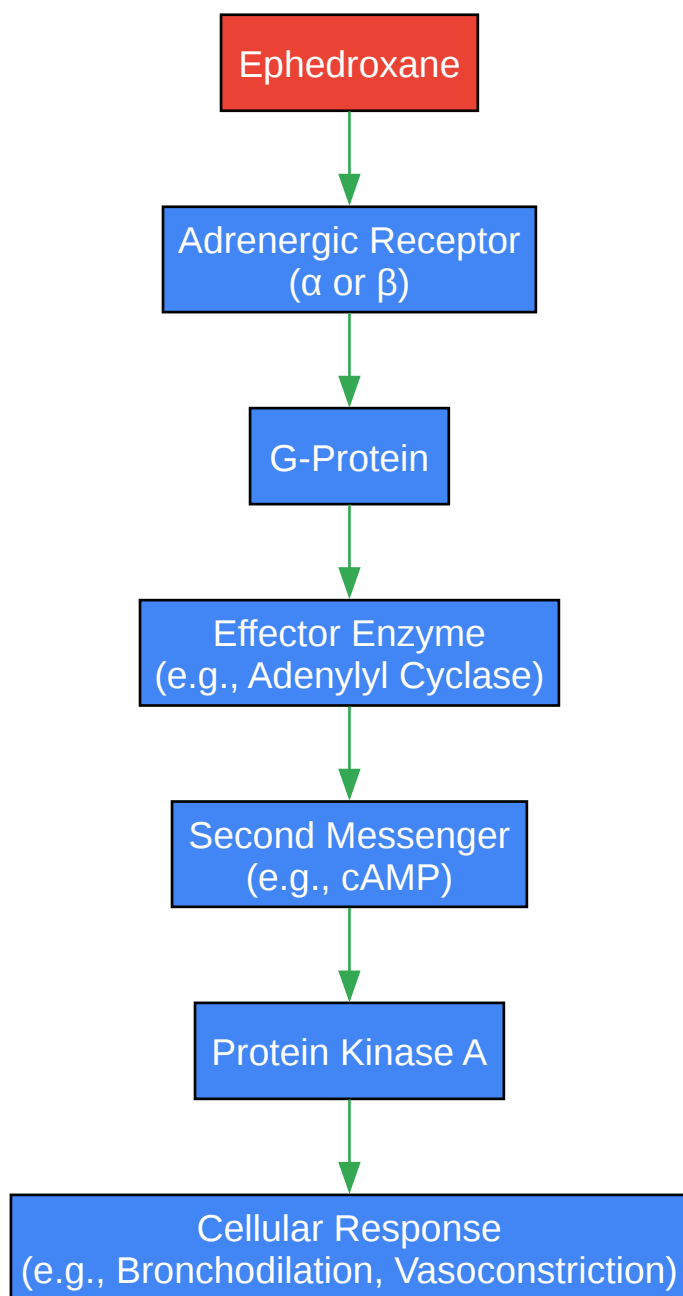 Ephedroxane
Adrenergic Receptor
(α or β)
G-Protein
Effector Enzyme
(e.g., Adenylyl Cyclase)
Second Messenger
(e.g., cAMP)
Protein Kinase A
Cellular Response
(e.g., Bronchodilation, Vasoconstriction)